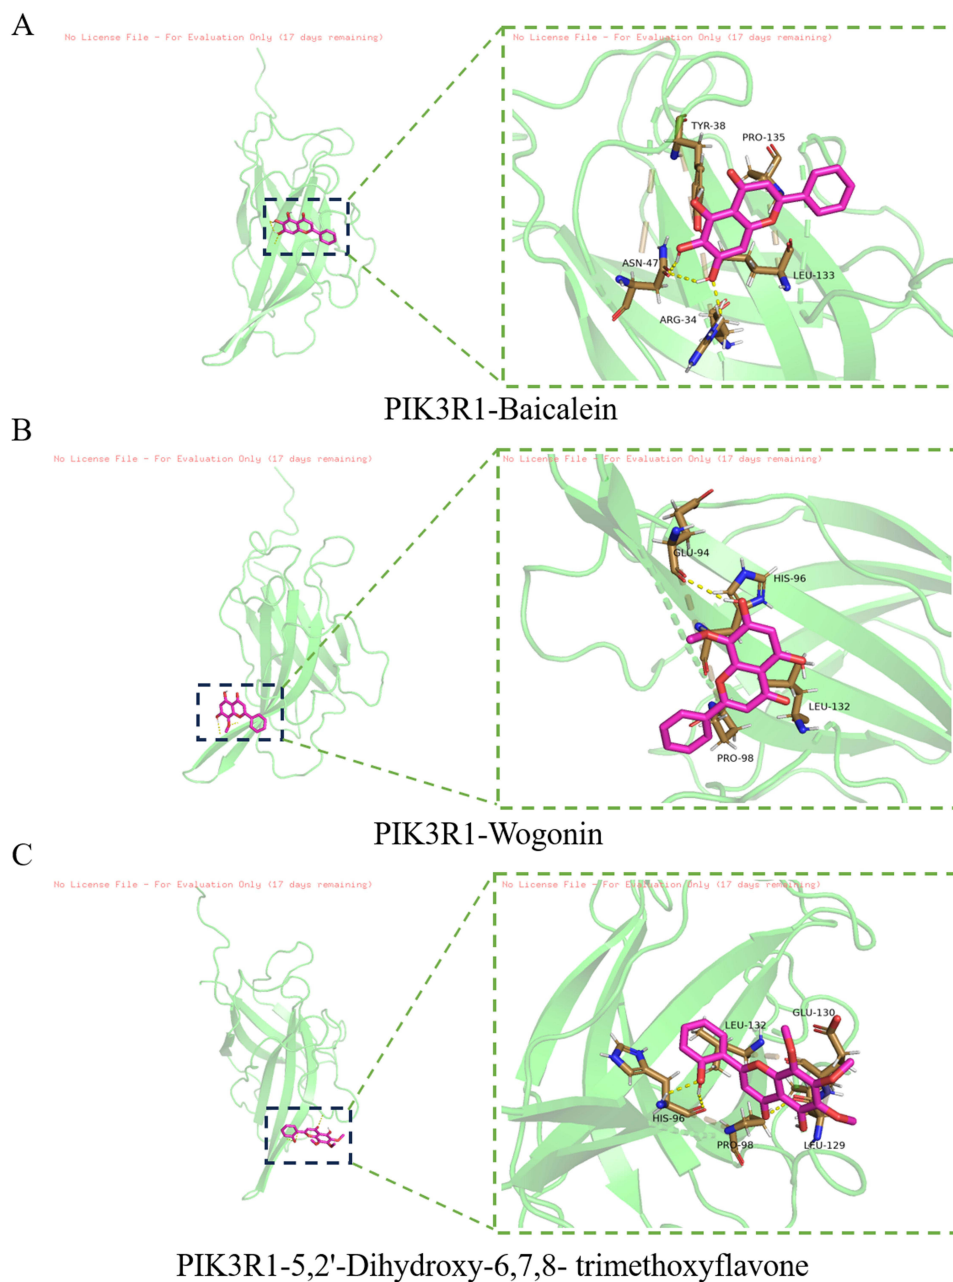 A
No License File - For Evaluation Only (17 days remaining)
No License File - For Evaluation Only (17 days remaining)
TYR-38
PRO-135
ASN-47
LEU-133
ARG-34
PIK3R1-Baicalein
B
No License File - For Evaluation Only (17 days remaining)
No License File - For Evaluation Only (17 days remaining)
GLU-94
HIS-96
LEU-132
PRO-98
PIK3R1-Wogonin
C
No License File - For Evaluation Only (17 days remaining)
No License File - For Evaluation Only (17 days remaining)
GLU-130
LEU-132
HIS-96
PRO-98
LEU-129
PIK3R1-5,2'-Dihydroxy-6,7,8- trimethoxyflavone